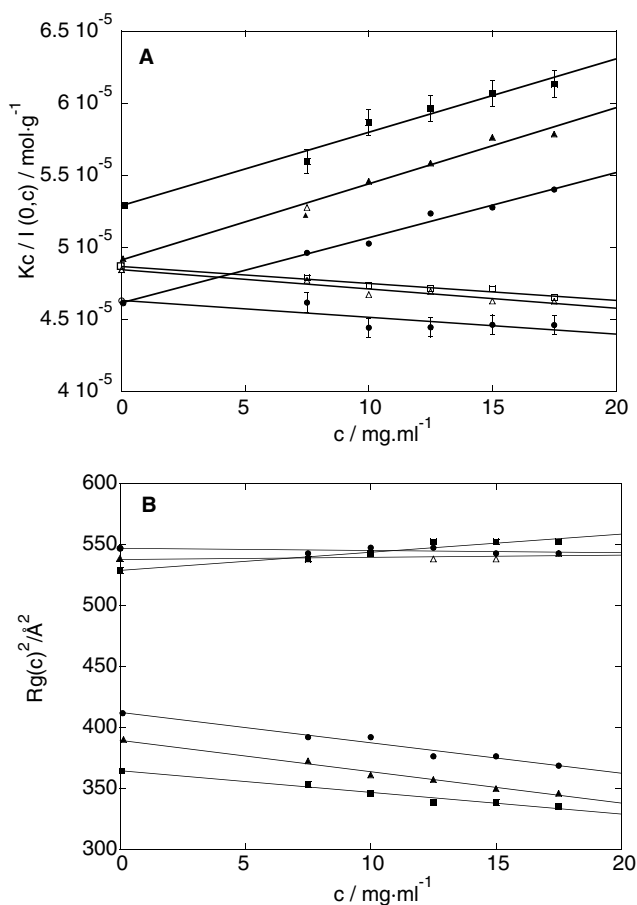 A
6.5 10⁻⁵
6 10⁻⁵
5.5 10⁻⁵
5 10⁻⁵
4.5 10⁻⁵
4 10⁻⁵
Kc / I (0,c) / mol·g⁻¹
0 5 10 15 20
c / mg.ml⁻¹
B
600
550
500
450
400
350
300
Rg(c)²/Å²
0 5 10 15 20
c / mg·ml⁻¹